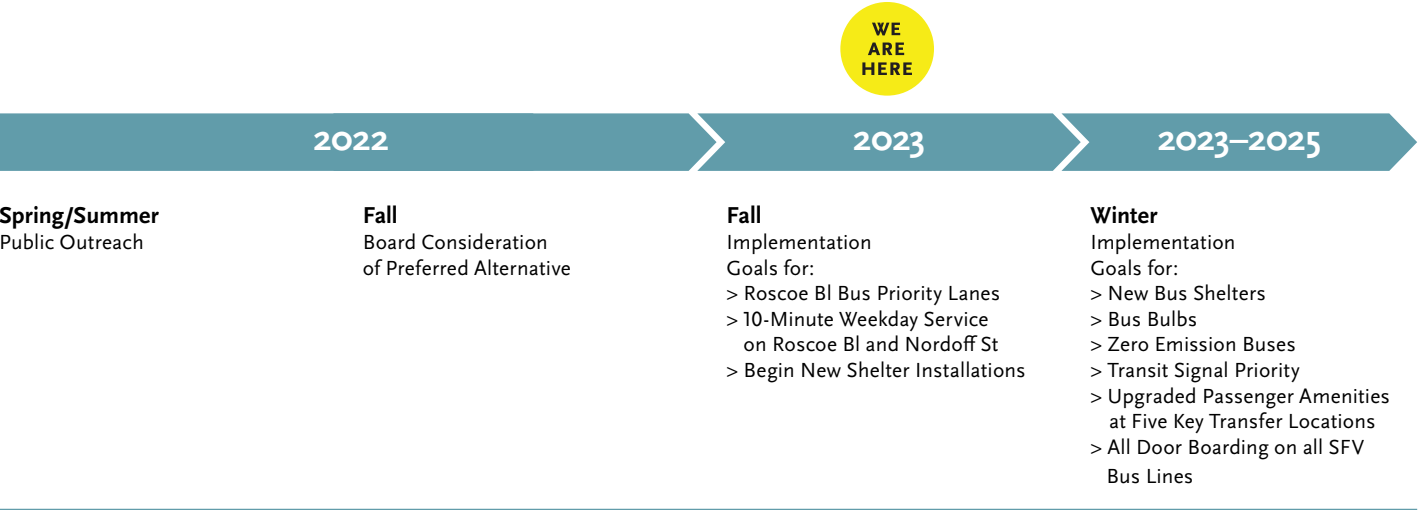 WE
ARE
HERE
2022
2023
2023–2025
Spring/Summer
Public Outreach
Fall
Board Consideration
of Preferred Alternative
Fall
Implementation
Goals for:
> Roscoe Bl Bus Priority Lanes
> 10-Minute Weekday Service
on Roscoe Bl and Nordoff St
> Begin New Shelter Installations
Winter
Implementation
Goals for:
> New Bus Shelters
> Bus Bulbs
> Zero Emission Buses
> Transit Signal Priority
> Upgraded Passenger Amenities
at Five Key Transfer Locations
> All Door Boarding on all SFV
Bus Lines